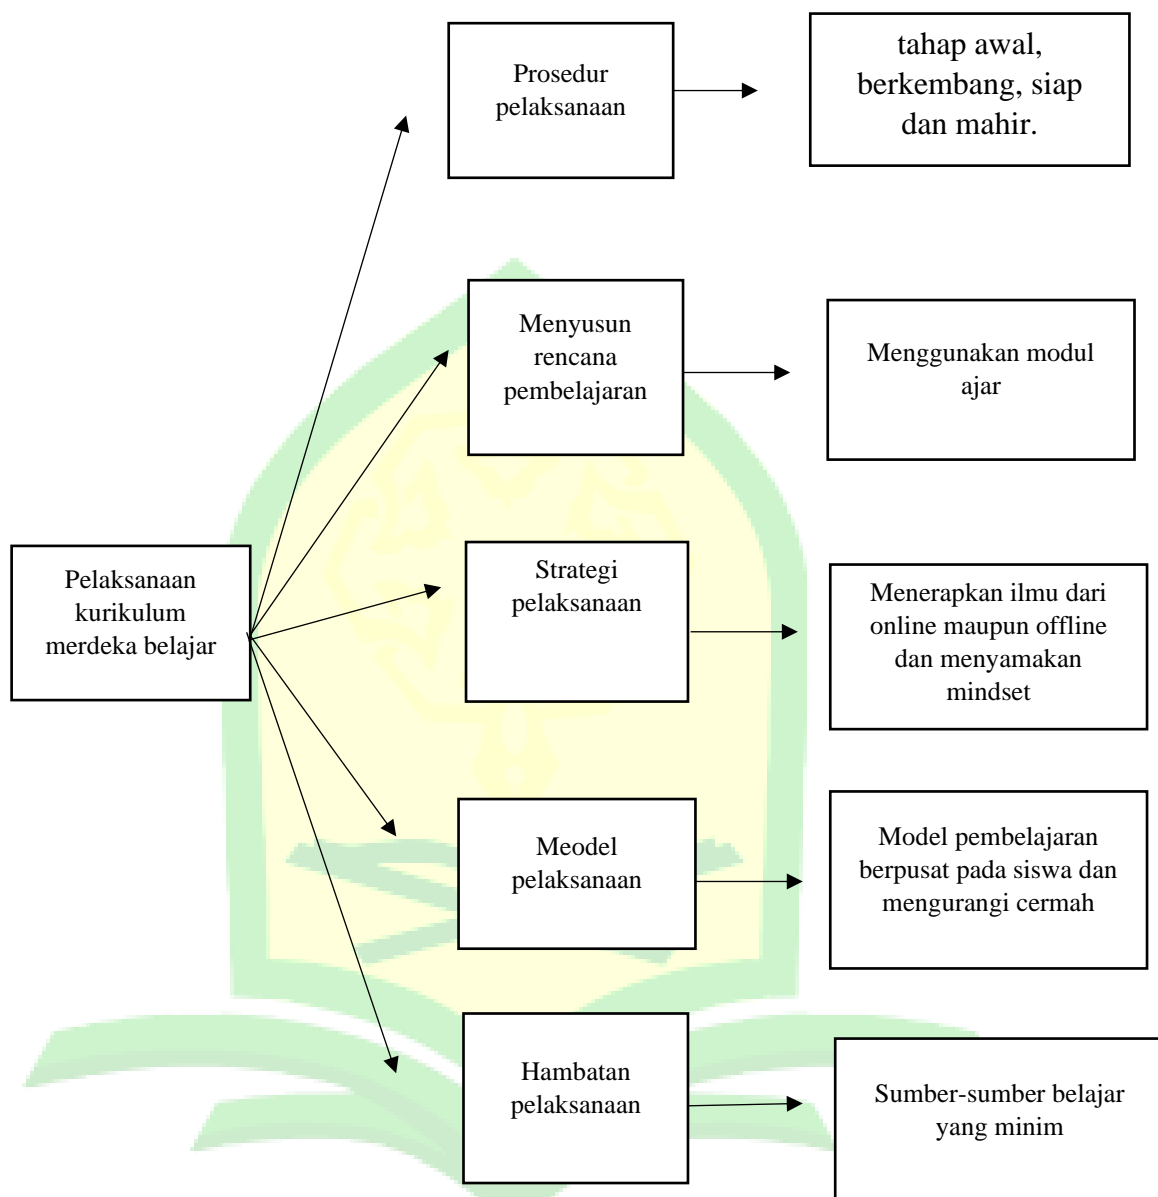 Prosedur
pelaksanaan
tahap awal,
berkembang, siap
dan mahir.
Menyusun
rencana
pembelajaran
Menggunakan modul
ajar
Pelaksanaan
kurikulum
merdeka belajar
Strategi
pelaksanaan
Menerapkan ilmu dari
online maupun offline
dan menyamakan
mindset
Meodel
pelaksanaan
Model pembelajaran
berpusat pada siswa dan
mengurangi cermah
Hambatan
pelaksanaan
Sumber-sumber belajar
yang minim